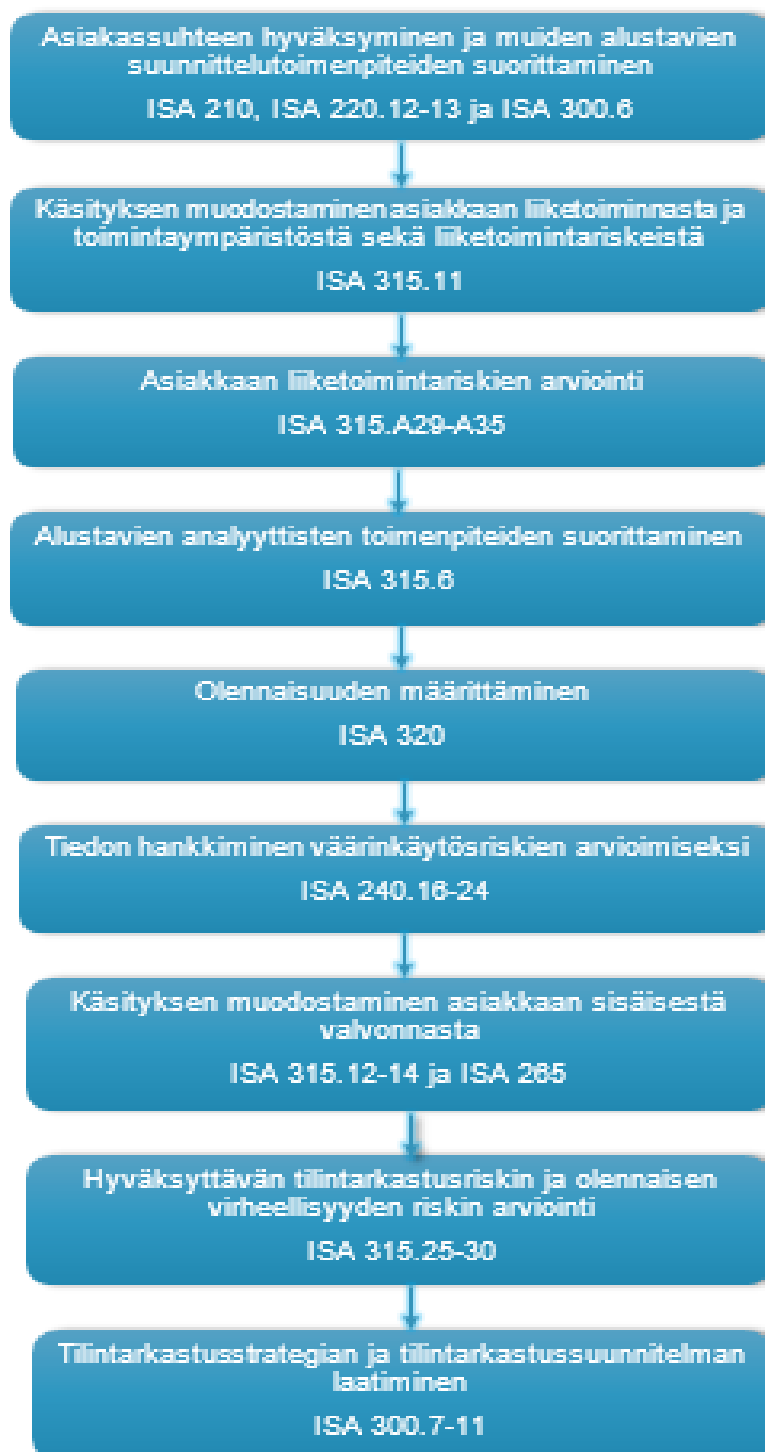 Asiakassuhteen hyväksyminen ja muiden alustavien
suunnittelutoimenpiteiden suorittaminen
ISA 210, ISA 220.12-13 ja ISA 300.6
Käsityksen muodostaminen asiakkaan liiketoiminnasta ja
toimintaympäristöstä sekä liiketoimintariskeistä
ISA 315.11
Asiakkaan liiketoimintariskien arviointi
ISA 315.A29-A35
Alustavien analyyttisten toimenpiteiden suorittaminen
ISA 315.6
Olennaisuuden määrittäminen
ISA 320
Tiedon hankkiminen väärinkäytösriskien arvioimiseksi
ISA 240.16-24
Käsityksen muodostaminen asiakkaan sisäisestä
valvonnasta
ISA 315.12-14 ja ISA 265
Hyväksyttävän tilintarkastusriskin ja olennaisen
virheellisyyden riskin arviointi
ISA 315.25-30
Tilintarkastusstrategian ja tilintarkastussuunnitelman
laatiminen
ISA 300.7-11